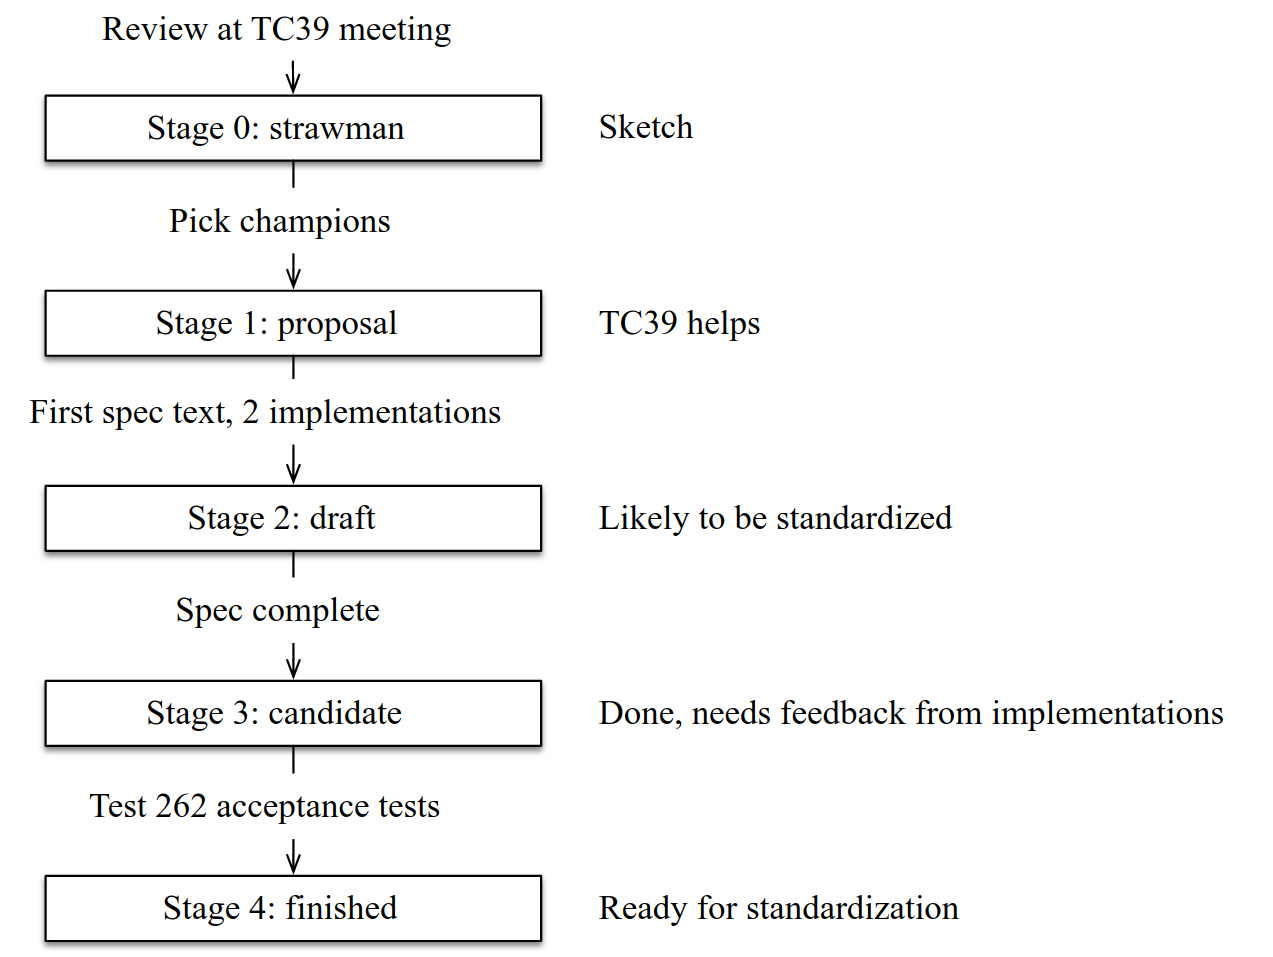 Review at TC39 meeting
Stage 0: strawman
Sketch
Pick champions
Stage 1: proposal
TC39 helps
First spec text, 2 implementations
Stage 2: draft
Likely to be standardized
Spec complete
Stage 3: candidate
Done, needs feedback from implementations
Test 262 acceptance tests
Stage 4: finished
Ready for standardization